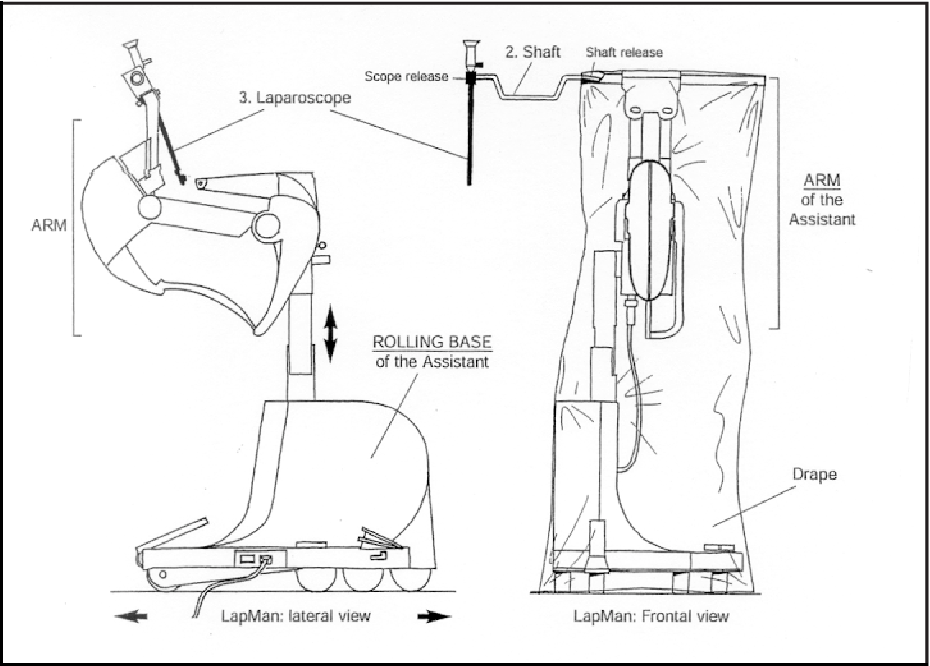 2. Shaft
Shaft release
Scope release
3. Laparoscope
ARM
ARM
of the
Assistant
ROLLING BASE
of the Assistant
Drape
LapMan: lateral view
LapMan: Frontal view